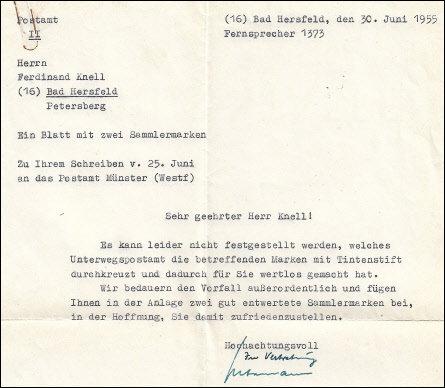 Postamt
II
(16) Bad Hersfeld, den 30. Juni 1955
Fernsprecher 1373
Herrn
Ferdinand Knell
(16) Bad Hersfeld
Petersberg
Ein Blatt mit zwei Sammlermarken
Zu Ihrem Schreiben v. 25. Juni
an das Postamt Münster (Westf)
Sehr geehrter Herr Knell!
Es kann leider nicht festgestellt werden, welches
Unterwegspostamt die betreffenden Marken mit Tintenstift
durchkreuzt und dadurch für Sie wertlos gemacht hat.
Wir bedauern den Vorfall außerordentlich und fügen
Ihnen in der Anlage zwei gut entwertete Sammlermarken bei,
in der Hoffnung, Sie damit zufriedenzustellen.
Hochachtungsvoll
In Vertretung